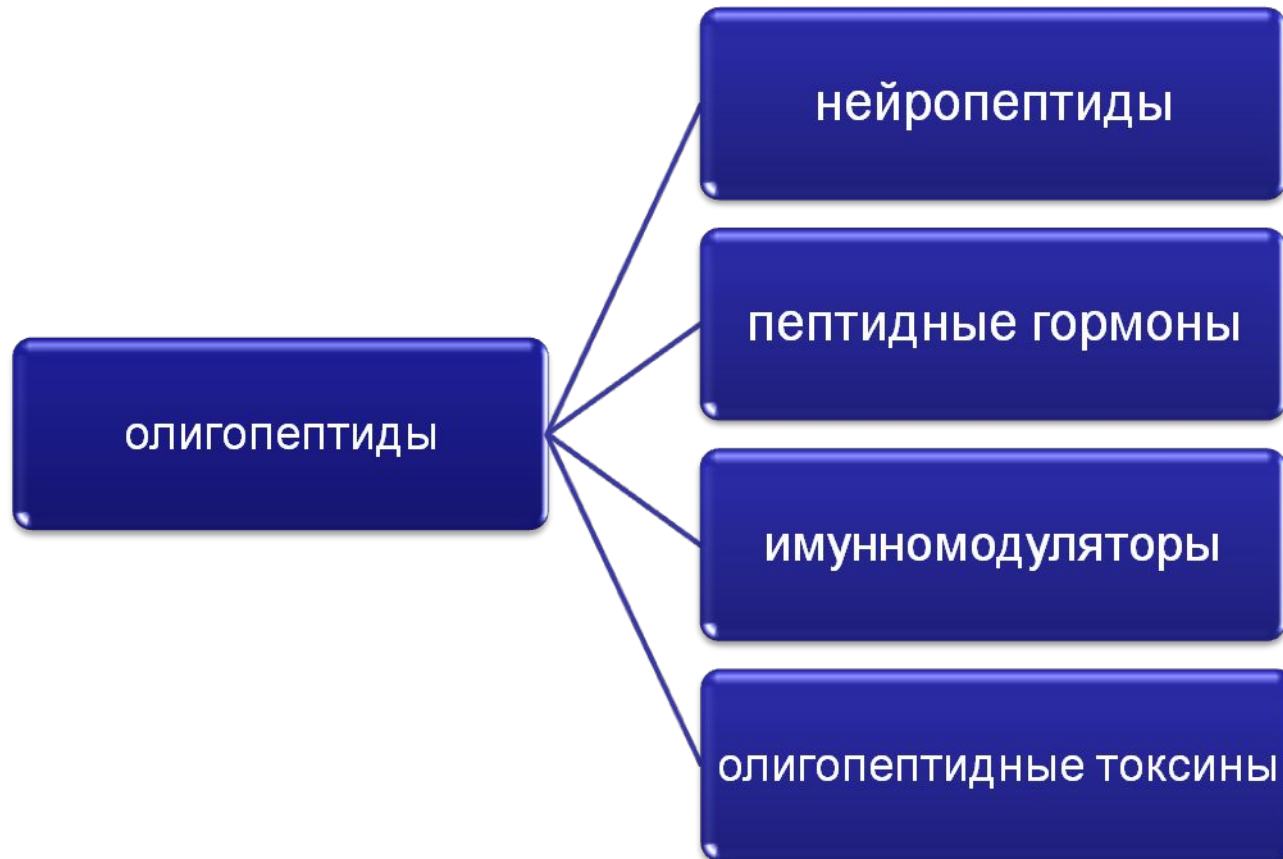 нейропептиды
пептидные гормоны
олигопептиды
имунномодуляторы
олигопептидные токсины